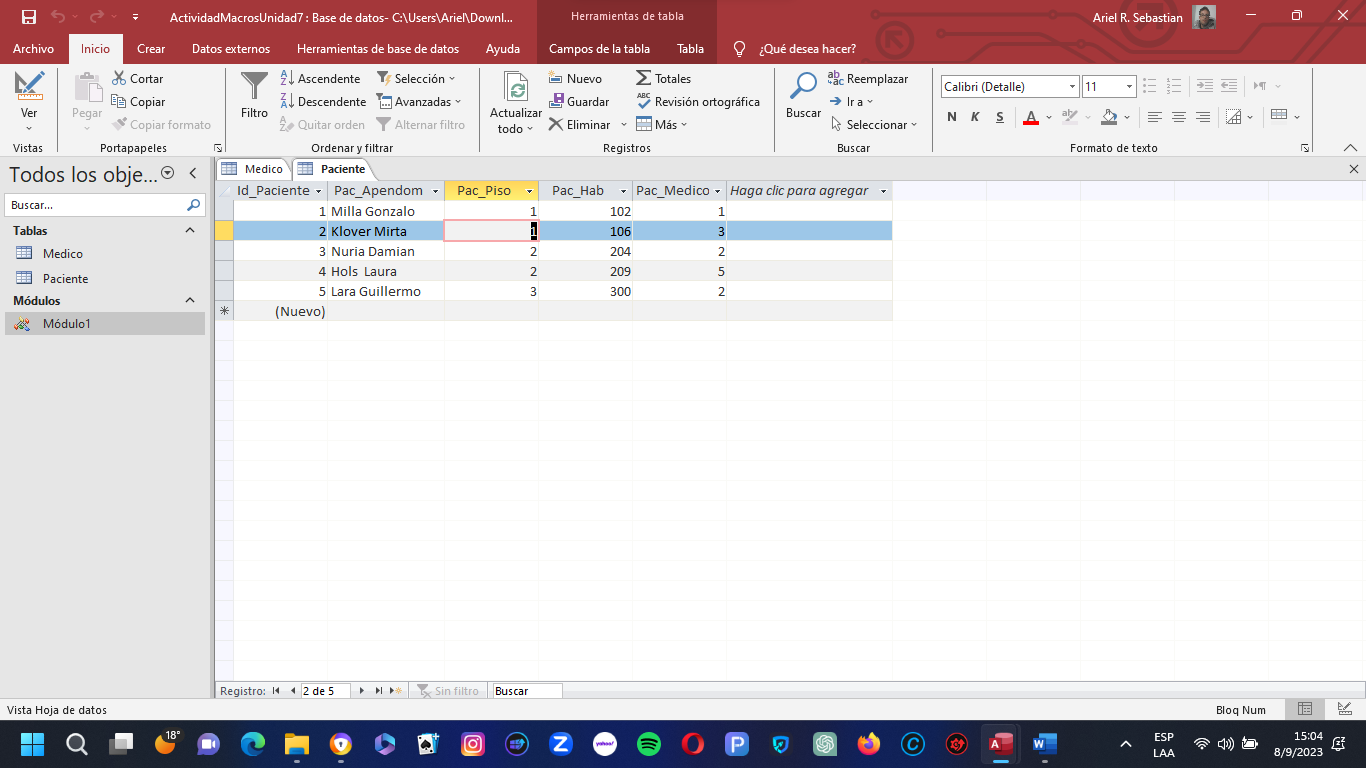 ActividadMacrosUnidad7 : Base de datos- C:\Users\Ariel\Downl...
Herramientas de tabla
Ariel R. Sebastian
Archivo Inicio Crear Datos externos Herramientas de base de datos Ayuda Campos de la tabla Tabla ¿Qué desea hacer?
Ver
Vistas
Pegar
Cortar
Copiar
Copiar formato
Portapapeles
Filtro
Ascendente
Descendente
Quitar orden
Selección
Avanzadas
Alternar filtro
Ordenar y filtrar
Actualizar
todo
Nuevo
Guardar
Eliminar
Totales
Revisión ortográfica
Más
Registros
Buscar
Reemplazar
Ir a
Seleccionar
Buscar
Calibri (Detalle) 11
N K S A
Formato de texto
Todos los obje...
Buscar...
Tablas
Medico
Paciente
Módulos
Módulo1
Medico Paciente
Id_Paciente Pac_Apendom Pac_Piso Pac_Hab Pac_Medico Haga clic para agregar
1 Milla Gonzalo 1 102 1
2 Klover Mirta 1 106 3
3 Nuria Damian 2 204 2
4 Hols Laura 2 209 5
5 Lara Guillermo 3 300 2
(Nuevo)
Registro: 2 de 5 Sin filtro Buscar
Vista Hoja de datos
Bloq Num
18°
yahoo!
ESP
LAA
15:04
8/9/2023